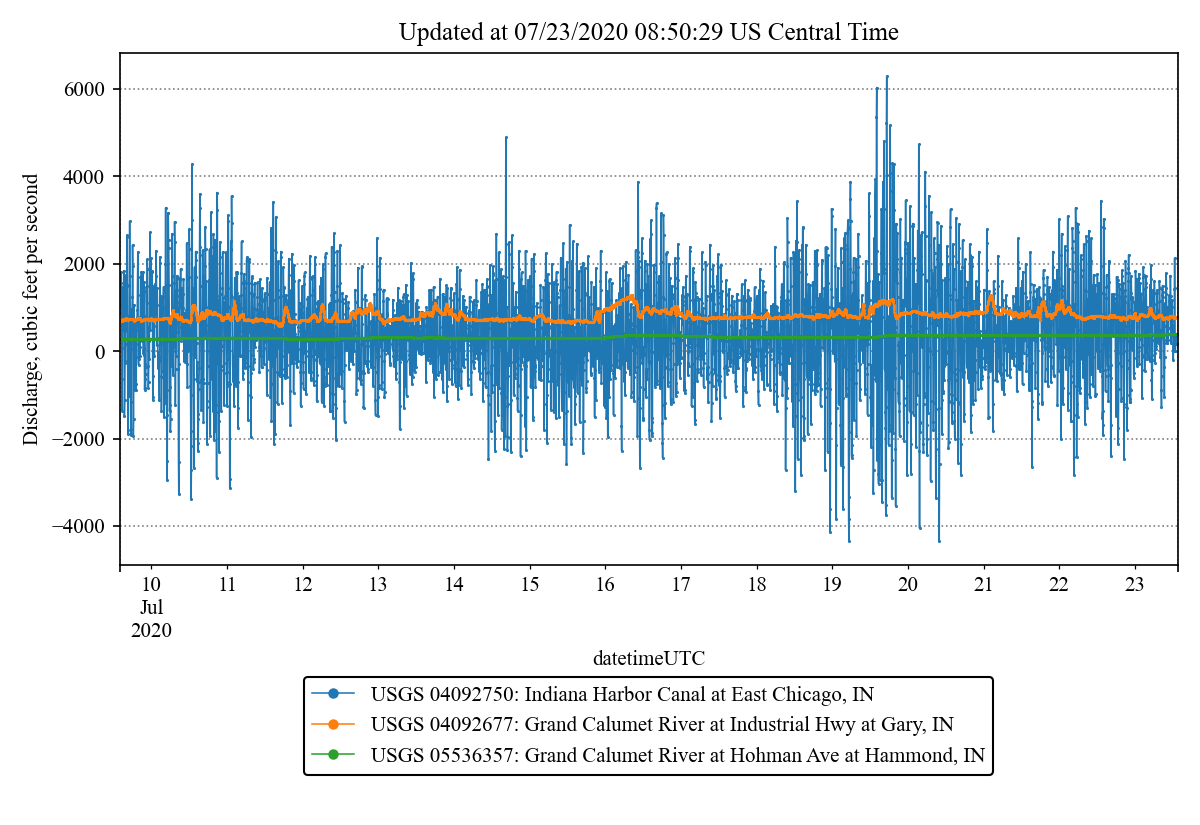 Updated at 07/23/2020 08:50:29 US Central Time
Discharge, cubic feet per second
6000
4000
2000
0
−2000
−4000
10 11 12 13 14 15 16 17 18 19 20 21 22 23
Jul
2020
datetimeUTC
USGS 04092750: Indiana Harbor Canal at East Chicago, IN
USGS 04092677: Grand Calumet River at Industrial Hwy at Gary, IN
USGS 05536357: Grand Calumet River at Hohman Ave at Hammond, IN